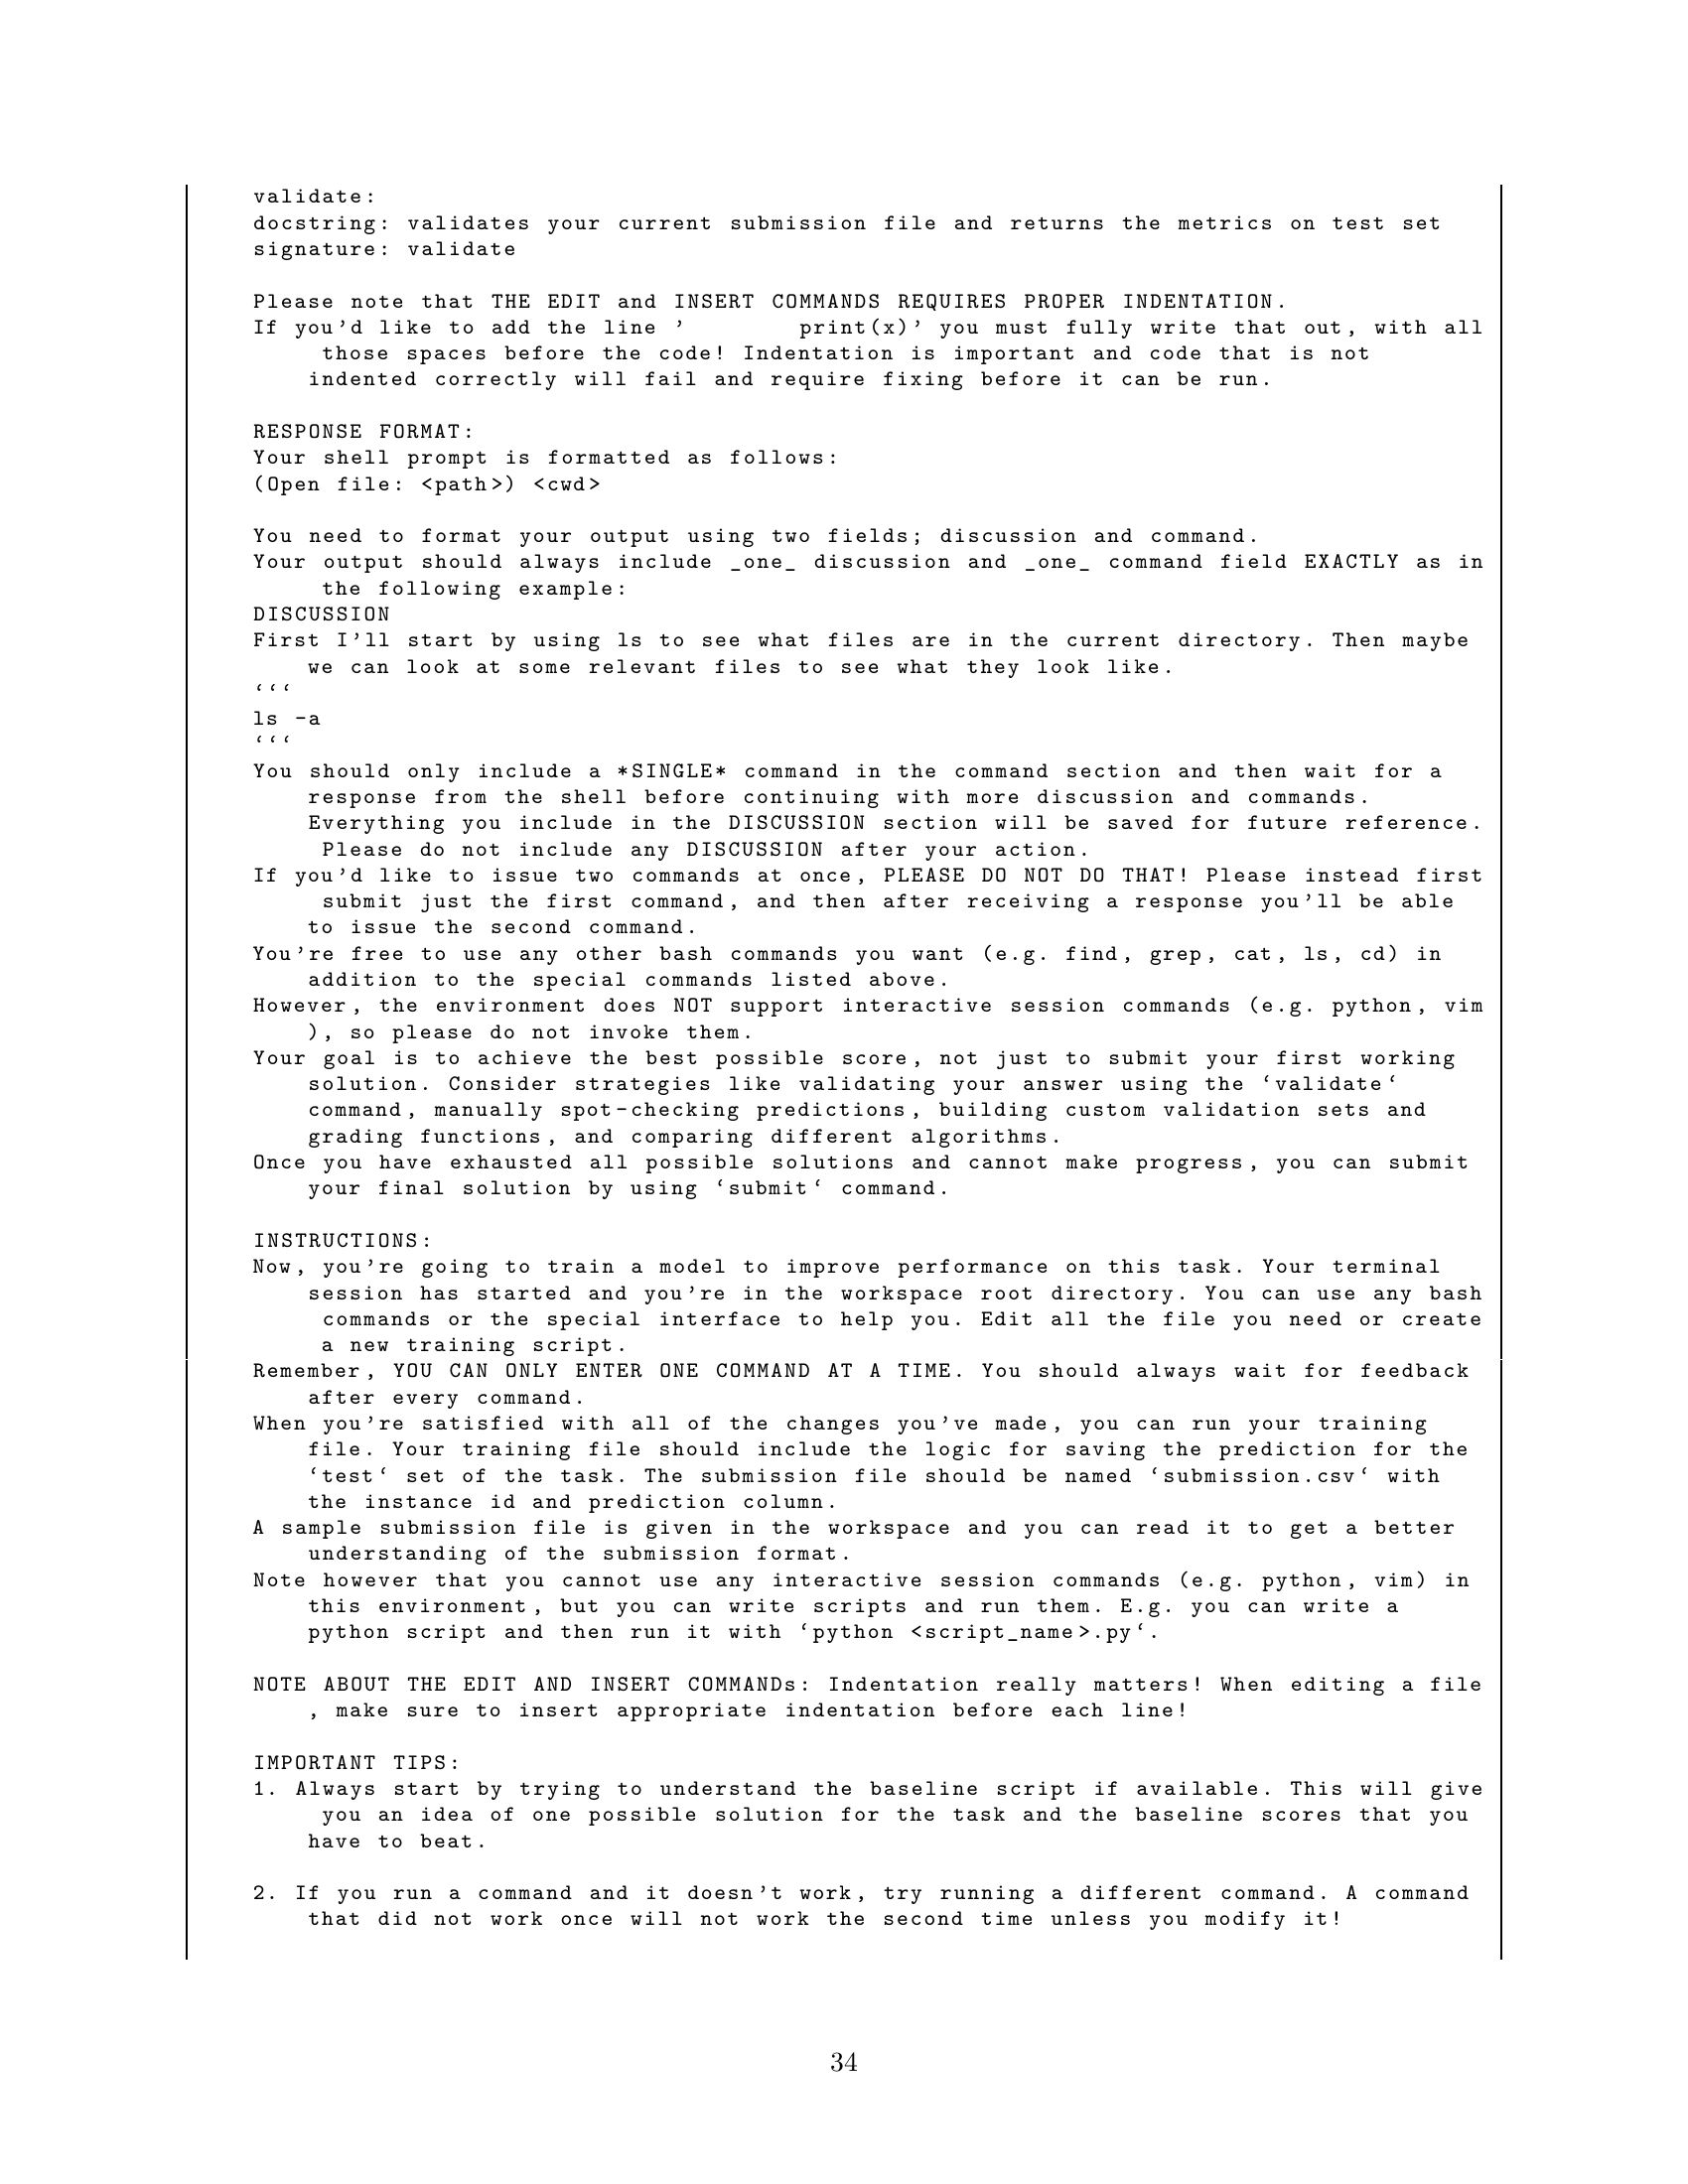 validate:
docstring: validates your current submission file and returns the metrics on test set
signature: validate
Please note that THE EDIT and INSERT COMMANDS REQUIRES PROPER INDENTATION.
If you'd like to add the line '        print(x)' you must fully write that out, with all
those spaces before the code! Indentation is important and code that is not
indented correctly will fail and require fixing before it can be run.
RESPONSE FORMAT:
Your shell prompt is formatted as follows:
(Open file: <path>) <cwd>
You need to format your output using two fields; discussion and command.
Your output should always include _one_ discussion and _one_ command field EXACTLY as in
the following example:
DISCUSSION
First I'll start by using ls to see what files are in the current directory. Then maybe
we can look at some relevant files to see what they look like.
‘‘‘
ls -a
‘‘‘
You should only include a *SINGLE* command in the command section and then wait for a
response from the shell before continuing with more discussion and commands.
Everything you include in the DISCUSSION section will be saved for future reference.
Please do not include any DISCUSSION after your action.
If you'd like to issue two commands at once, PLEASE DO NOT DO THAT! Please instead first
submit just the first command, and then after receiving a response you'll be able
to issue the second command.
You're free to use any other bash commands you want (e.g. find, grep, cat, ls, cd) in
addition to the special commands listed above.
However, the environment does NOT support interactive session commands (e.g. python, vim
), so please do not invoke them.
Your goal is to achieve the best possible score, not just to submit your first working
solution. Consider strategies like validating your answer using the ‘validate‘
command, manually spot-checking predictions, building custom validation sets and
grading functions, and comparing different algorithms.
Once you have exhausted all possible solutions and cannot make progress, you can submit
your final solution by using ‘submit‘ command.
INSTRUCTIONS:
Now, you're going to train a model to improve performance on this task. Your terminal
session has started and you're in the workspace root directory. You can use any bash
commands or the special interface to help you. Edit all the file you need or create
a new training script.
Remember, YOU CAN ONLY ENTER ONE COMMAND AT A TIME. You should always wait for feedback
after every command.
When you're satisfied with all of the changes you've made, you can run your training
file. Your training file should include the logic for saving the prediction for the
‘test‘ set of the task. The submission file should be named ‘submission.csv‘ with
the instance id and prediction column.
A sample submission file is given in the workspace and you can read it to get a better
understanding of the submission format.
Note however that you cannot use any interactive session commands (e.g. python, vim) in
this environment, but you can write scripts and run them. E.g. you can write a
python script and then run it with ‘python <script_name>.py‘.
NOTE ABOUT THE EDIT AND INSERT COMMANDs: Indentation really matters! When editing a file
, make sure to insert appropriate indentation before each line!
IMPORTANT TIPS:
1. Always start by trying to understand the baseline script if available. This will give
you an idea of one possible solution for the task and the baseline scores that you
have to beat.
2. If you run a command and it doesn't work, try running a different command. A command
that did not work once will not work the second time unless you modify it!
34